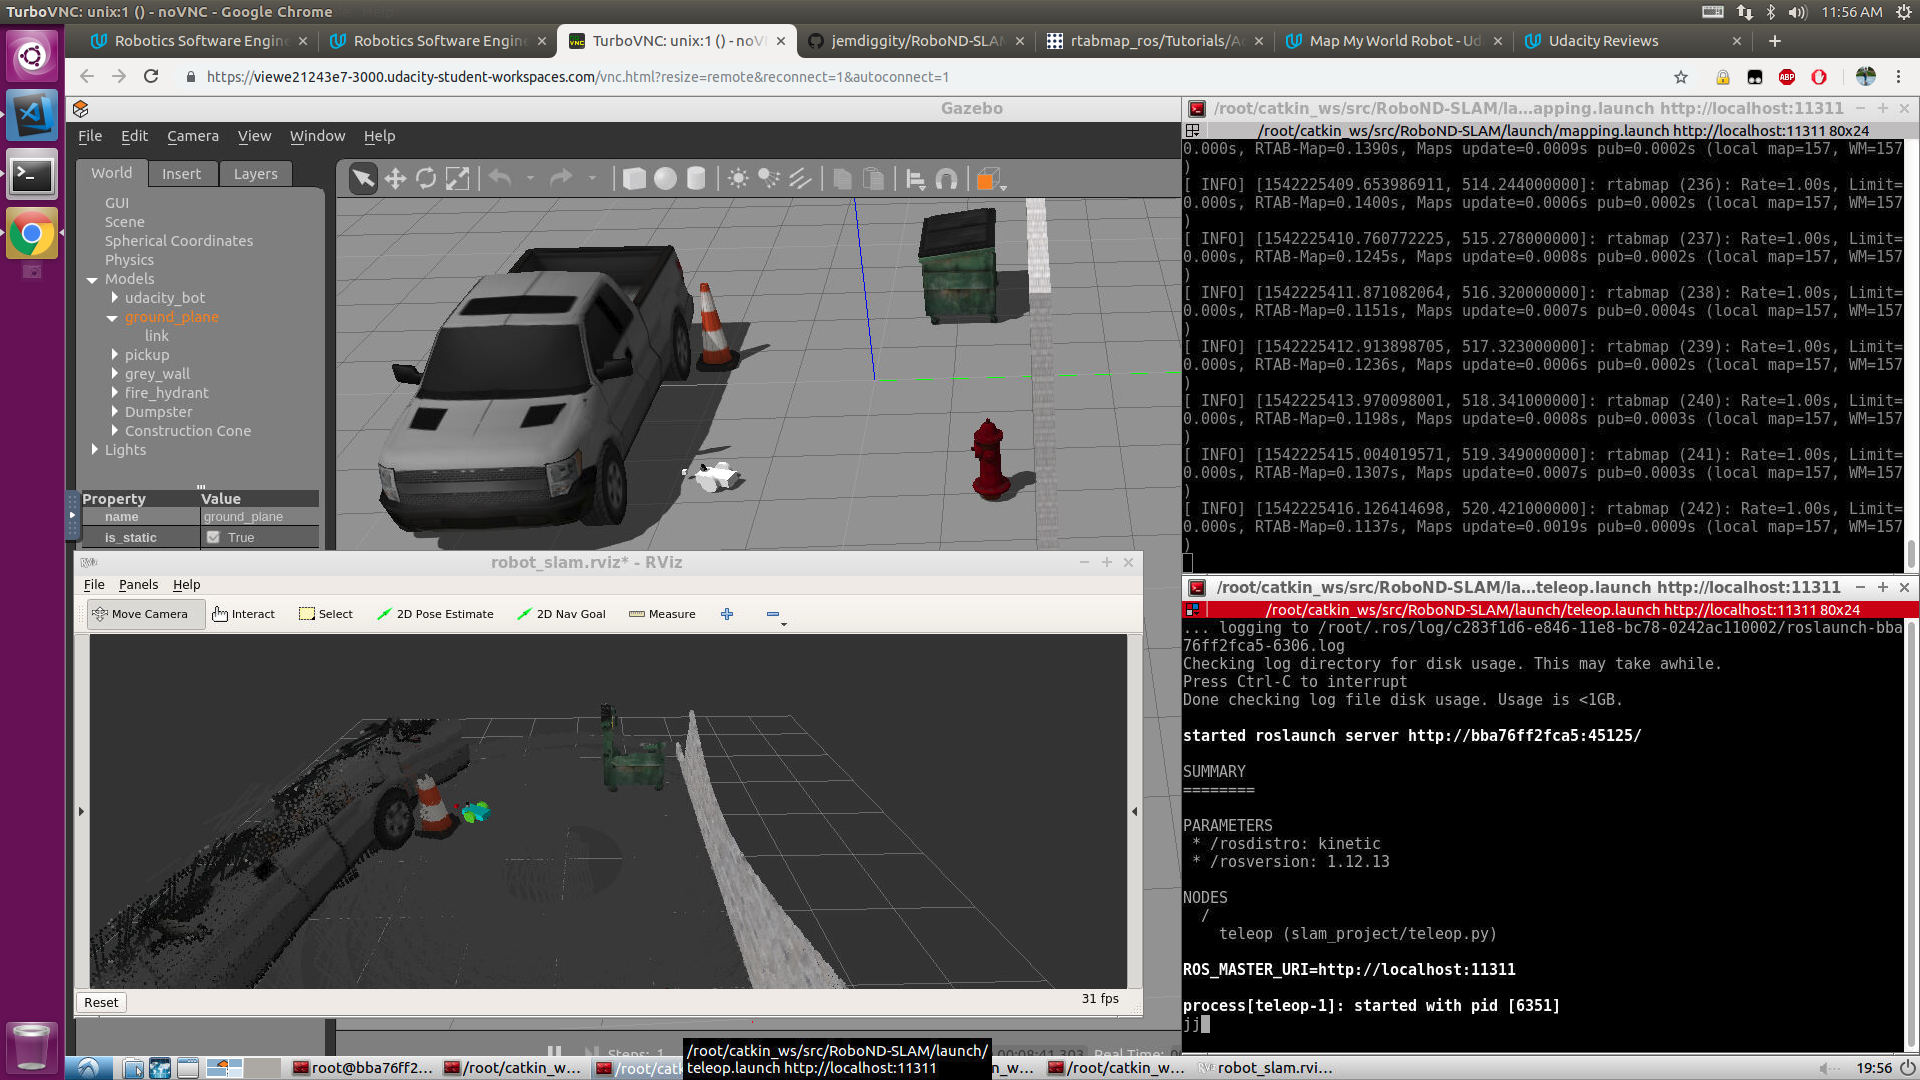 TurboVNC: unix:1 () - noVNC - Google Chrome
11:56 AM
Robotics Software Engine
Robotics Software Engine
TurboVNC: unix:1 () - noV
jemdiggity/RoboND-SLAM
rtabmap_ros/Tutorials/A
Map My World Robot - Ud
Udacity Reviews
https://viewe21243e7-3000.udacity-student-workspaces.com/vnc.html?resize=remote&reconnect=1&autoconnect=1
ABP
Gazebo
File Edit Camera View Window Help
World Insert Layers
GUI
Scene
Spherical Coordinates
Physics
Models
udacity_bot
ground_plane
link
pickup
grey_wall
fire_hydrant
Dumpster
Construction Cone
Lights
Property Value
name ground_plane
is_static True
robot_slam.rviz* - RViz
File Panels Help
Move Camera Interact Select 2D Pose Estimate 2D Nav Goal Measure
Reset
31 fps
Steps: 1
00:08:41.303 Real Time:
/root/catkin_ws/src/RoboND-SLAM/la...apping.launch http://localhost:11311
/root/catkin_ws/src/RoboND-SLAM/launch/mapping.launch http://localhost:11311 80x24
0.000s, RTAB-Map=0.1390s, Maps update=0.0009s pub=0.0002s (local map=157, WM=157
)
[ INFO] [1542225409.653986911, 514.244000000]: rtabmap (236): Rate=1.00s, Limit=
0.000s, RTAB-Map=0.1400s, Maps update=0.0006s pub=0.0002s (local map=157, WM=157
)
[ INFO] [1542225410.760772225, 515.278000000]: rtabmap (237): Rate=1.00s, Limit=
0.000s, RTAB-Map=0.1245s, Maps update=0.0008s pub=0.0002s (local map=157, WM=157
)
[ INFO] [1542225411.871082064, 516.320000000]: rtabmap (238): Rate=1.00s, Limit=
0.000s, RTAB-Map=0.1151s, Maps update=0.0007s pub=0.0004s (local map=157, WM=157
)
[ INFO] [1542225412.913898705, 517.323000000]: rtabmap (239): Rate=1.00s, Limit=
0.000s, RTAB-Map=0.1236s, Maps update=0.0006s pub=0.0002s (local map=157, WM=157
)
[ INFO] [1542225413.970098001, 518.341000000]: rtabmap (240): Rate=1.00s, Limit=
0.000s, RTAB-Map=0.1198s, Maps update=0.0008s pub=0.0003s (local map=157, WM=157
)
[ INFO] [1542225415.004019571, 519.349000000]: rtabmap (241): Rate=1.00s, Limit=
0.000s, RTAB-Map=0.1307s, Maps update=0.0007s pub=0.0003s (local map=157, WM=157
)
[ INFO] [1542225416.126414698, 520.421000000]: rtabmap (242): Rate=1.00s, Limit=
0.000s, RTAB-Map=0.1137s, Maps update=0.0019s pub=0.0009s (local map=157, WM=157
)
/root/catkin_ws/src/RoboND-SLAM/la...teleop.launch http://localhost:11311
/root/catkin_ws/src/RoboND-SLAM/launch/teleop.launch http://localhost:11311 80x24
... logging to /root/.ros/log/c283f1d6-e846-11e8-bc78-0242ac110002/roslaunch-bba
76ff2fca5-6306.log
Checking log directory for disk usage. This may take awhile.
Press Ctrl-C to interrupt
Done checking log file disk usage. Usage is <1GB.
started roslaunch server http://bba76ff2fca5:45125/
SUMMARY
========
PARAMETERS
* /rosdistro: kinetic
* /rosversion: 1.12.13
NODES
/
teleop (slam_project/teleop.py)
ROS_MASTER_URI=http://localhost:11311
process[teleop-1]: started with pid [6351]
jj
/root/catkin_ws/src/RoboND-SLAM/launch/
teleop.launch http://localhost:11311
root@bba76ff2... /root/catkin_w... /root/cat n_w... /root/catkin_w... robot_slam.rvi...
19:56